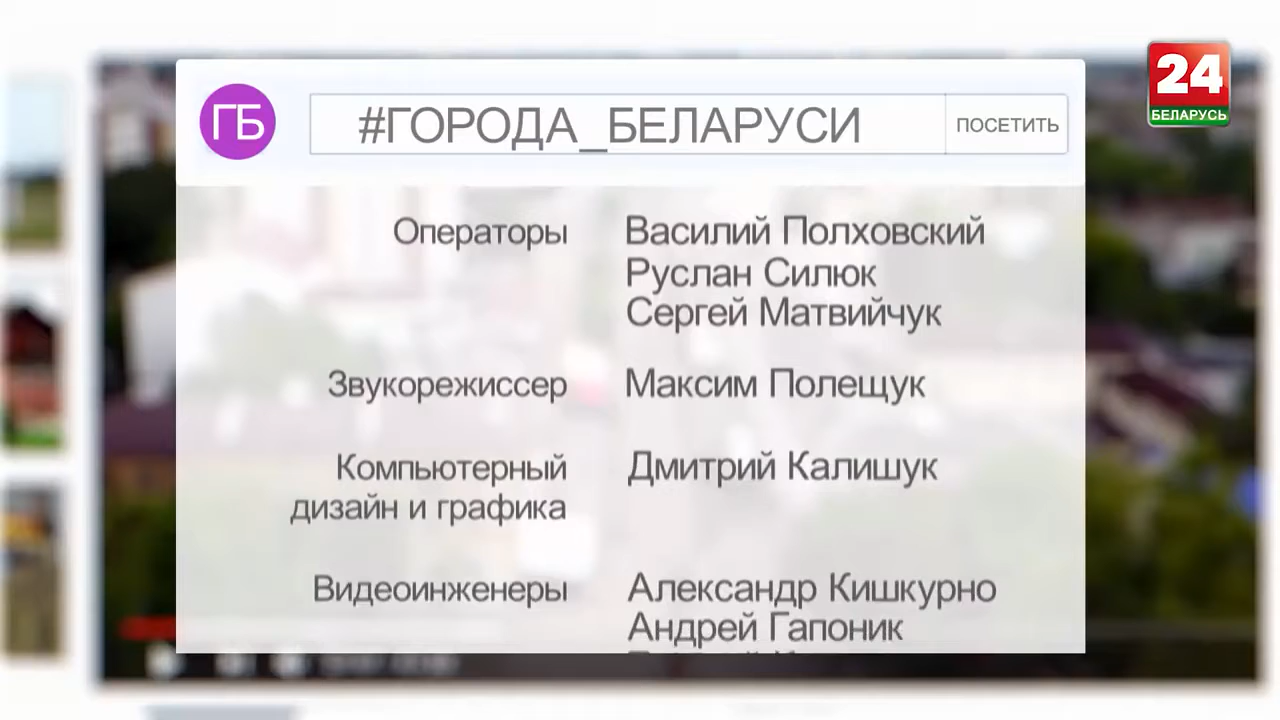 24
БЕЛАРУСЬ
ГБ
#ГОРОДА_БЕЛАРУСИ
ПОСЕТИТЬ
Операторы
Василий Полховский
Руслан Силюк
Сергей Матвийчук
Звукорежиссер
Максим Полещук
Компьютерный
дизайн и графика
Дмитрий Калишук
Видеоинженеры
Александр Кишкурно
Андрей Гапоник